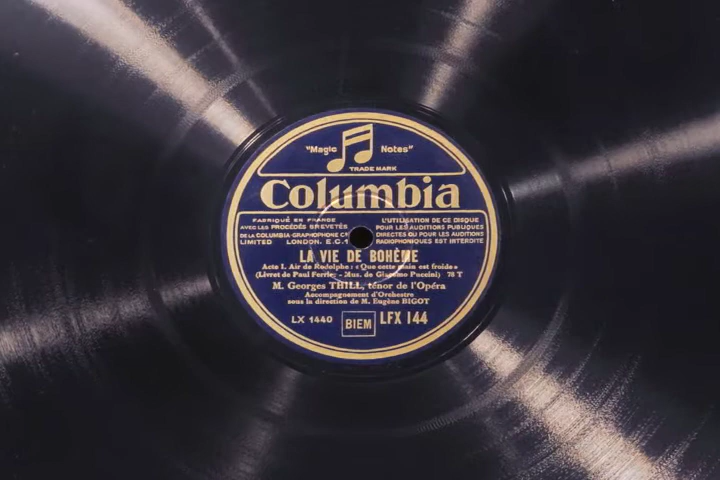 "Magic Notes"
TRADE MARK
Columbia
FABRIQUÉ EN FRANCE
AVEC LES PROCÉDÉS BREVETÉS
DE LA COLUMBIA GRAPHOPHONE Cº
LIMITED LONDON. E.C.1
L'UTILISATION DE CE DISQUE
POUR LES AUDITIONS PUBLIQUES
DIRECTES OU POUR LES AUDITIONS
RADIOPHONIQUES EST INTERDITE
LA VIE DE BOHÈME
Acte I. Air de Rodolphe: «Que cette main est froide»
(Livret de Paul Ferrier - Mus. de Giacomo Puccini) 78 T
M. Georges THILL, ténor de l'Opéra
Accompagnement d'Orchestre
sous la direction de M. Eugène BIGOT
LX 1440 BIEM LFX 144